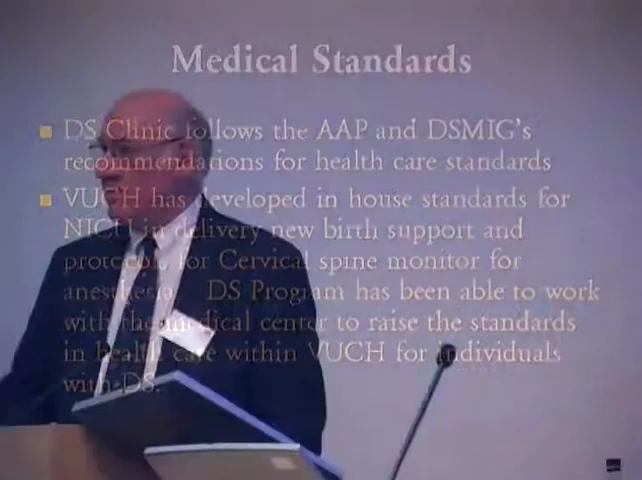 Medical Standards
DS Clinic follows the AAP and DSMIG's
recommendations for health care standards
VUCH has developed in house standards for
NICU in delivery new birth support and
protocol for Cervical spine monitor for
anesthesia. DS Program has been able to work
with the medical center to raise the standards
in health care within VUCH for individuals
with DS.